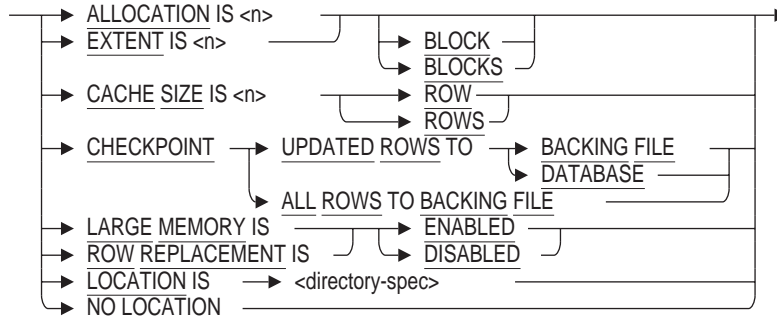 ALLOCATION IS <n>
EXTENT IS <n> BLOCK
BLOCKS
CACHE SIZE IS <n> ROW
ROWS
CHECKPOINT UPDATED ROWS TO BACKING FILE
DATABASE
ALL ROWS TO BACKING FILE
LARGE MEMORY IS ENABLED
ROW REPLACEMENT IS DISABLED
LOCATION IS <directory-spec>
NO LOCATION